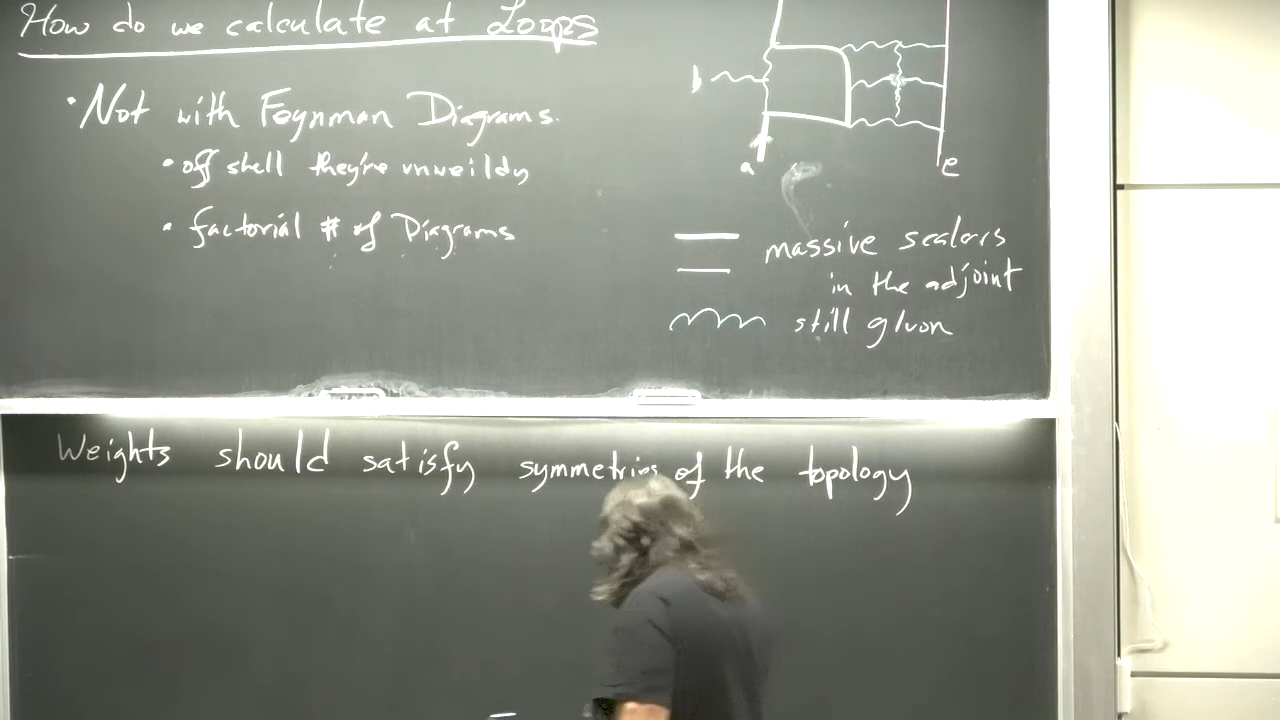 How do we calculate at Loops
• Not with Feynman Diagrams.
• off shell they're unweildy
• factorial # of Diagrams
b
a
c
massive scalars
in the adjoint
still gluon
Weights should satisfy symmetries of the topology